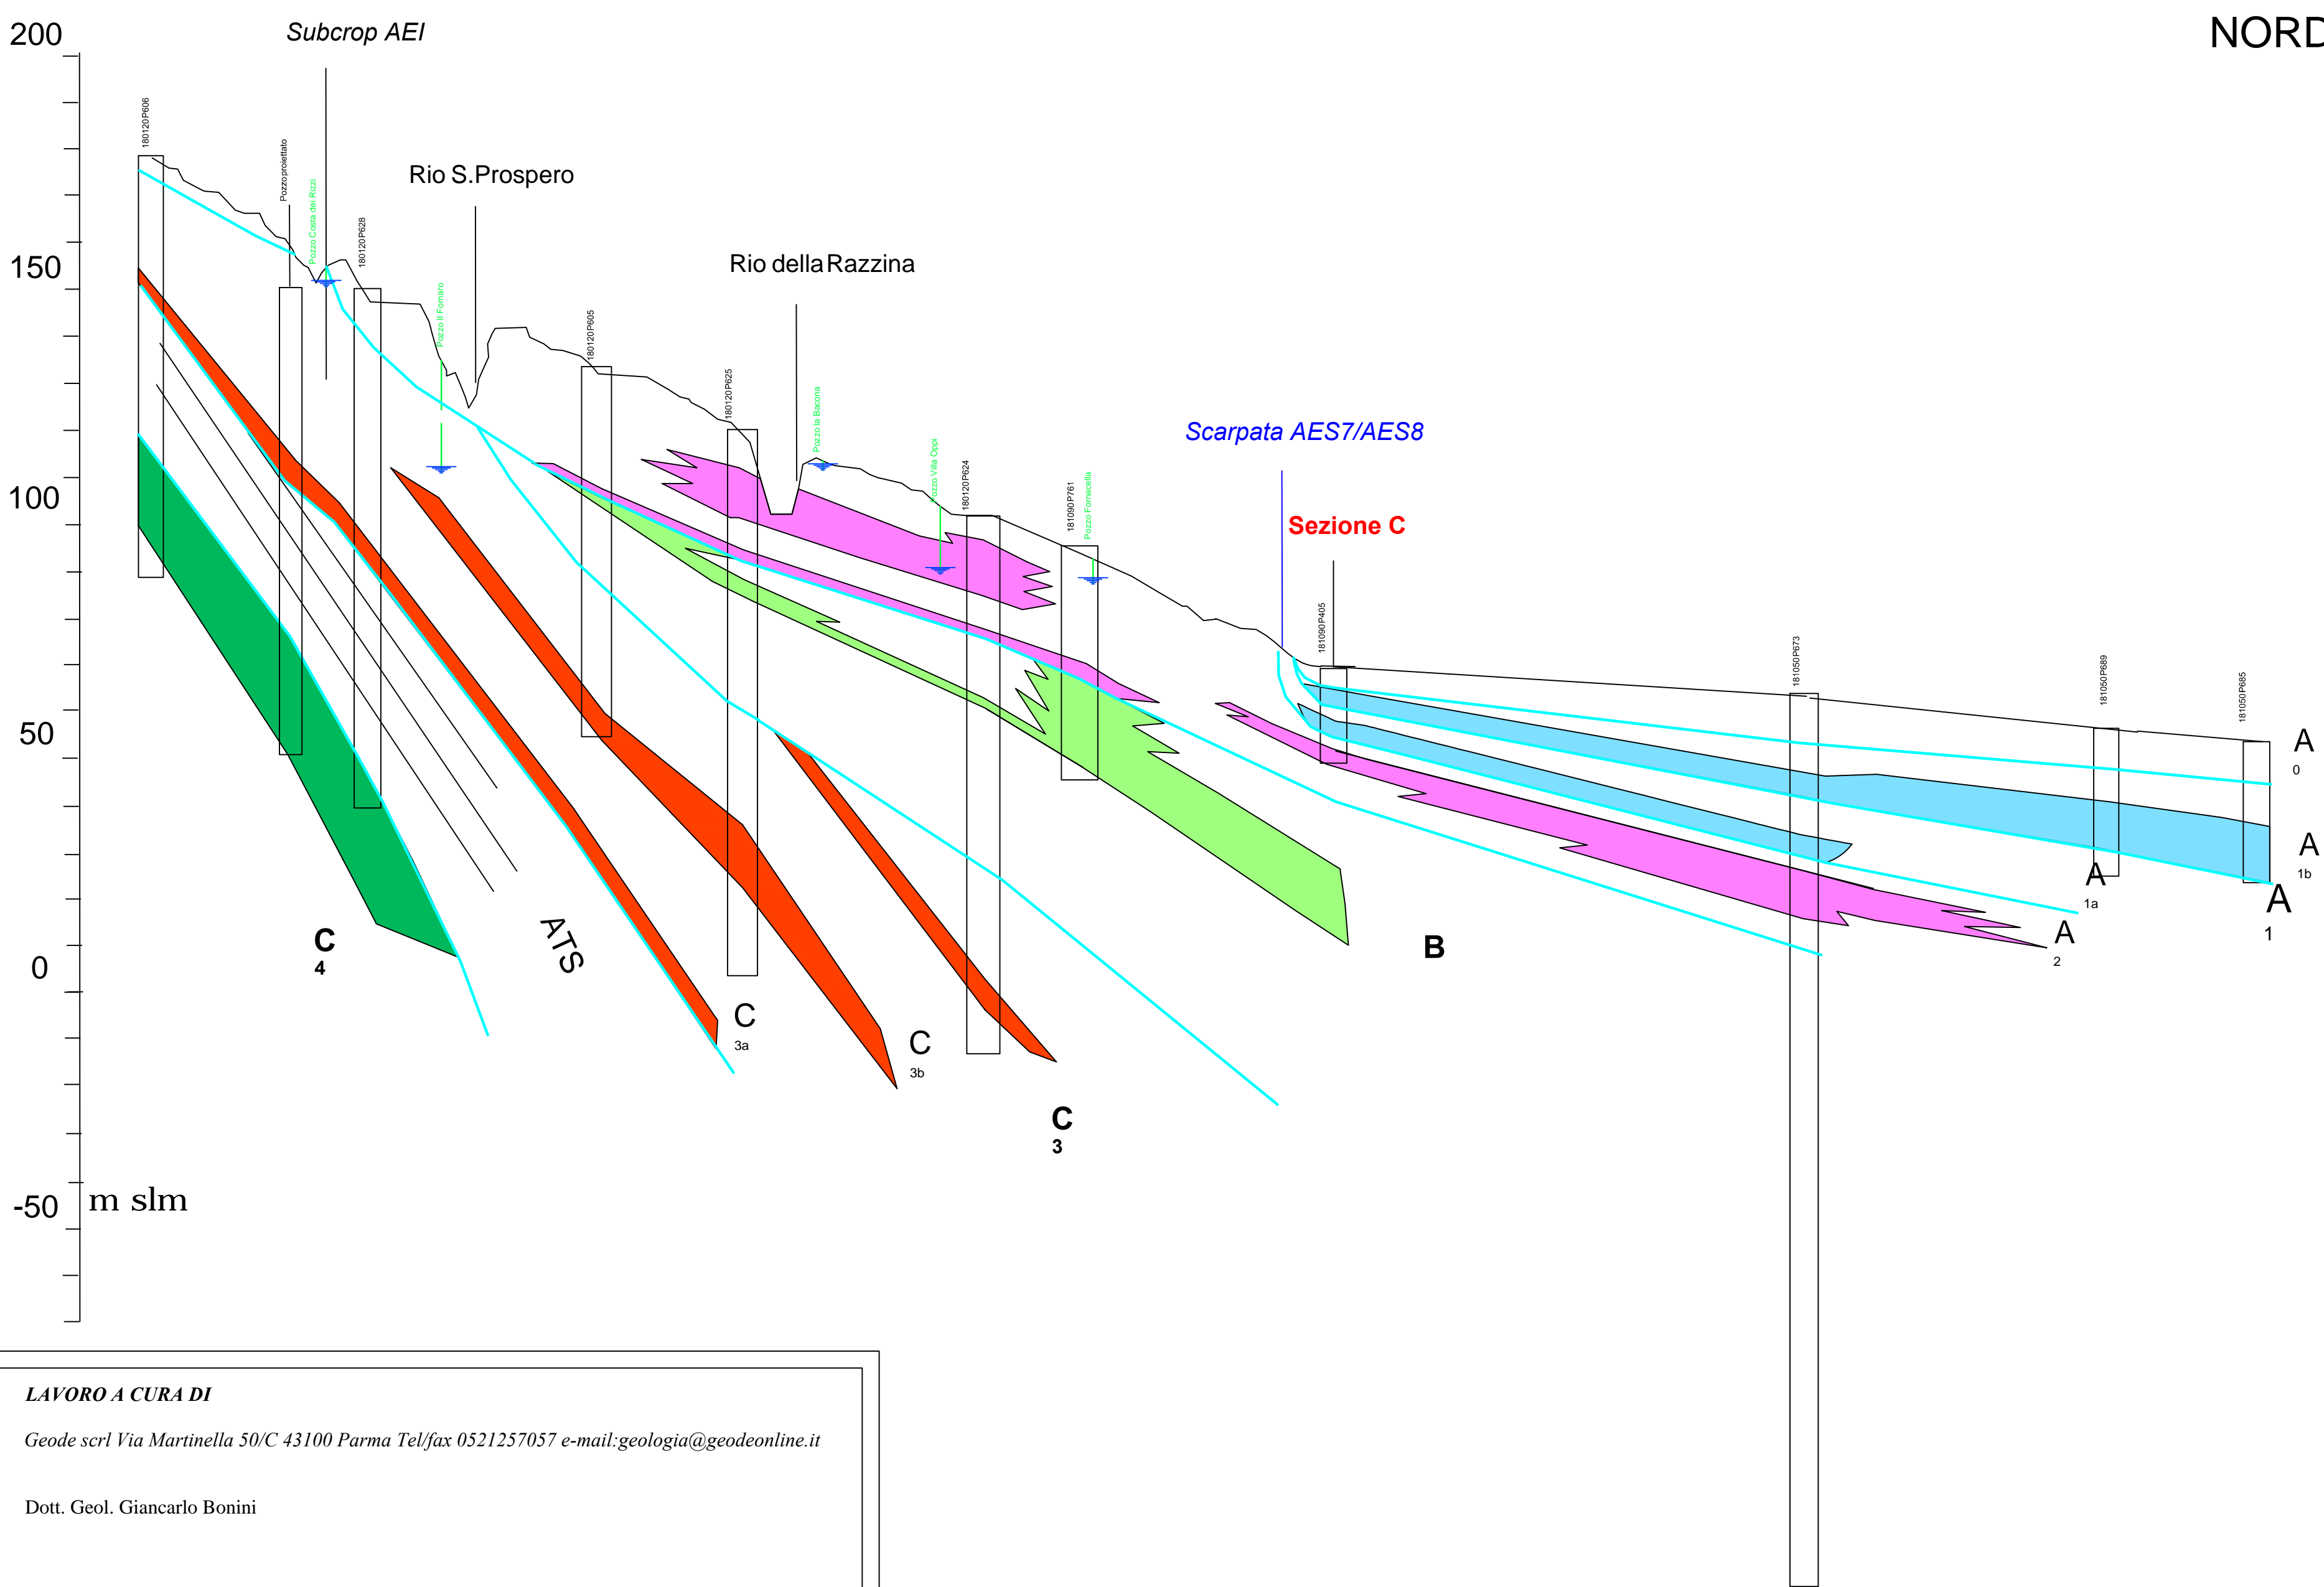 200
Subcrop AEI
NORD
180120P606
Pozzo proiettato
Pozzo Costa dei Rizzi
Rio S.Prospero
180120P628
150
Rio della Razzina
Pozzo Il Fornaro
180120P605
180120P625
Pozzo la Bacona
Scarpata AES7/AES8
Pozzo Villa Oppi
180120P624
181090P761
Pozzo Fornacella
100
Sezione C
181090P405
181050P673
181050P689
181050P685
50
A
0
A
1b
A
1a
A
1
C
4
ATS
B
A
2
0
C
3a
C
3b
C
3
-50
m slm
LAVORO A CURA DI
Geode scrl Via Martinella 50/C 43100 Parma Tel/fax 0521257057 e-mail:geologia@geodeonline.it
Dott. Geol. Giancarlo Bonini